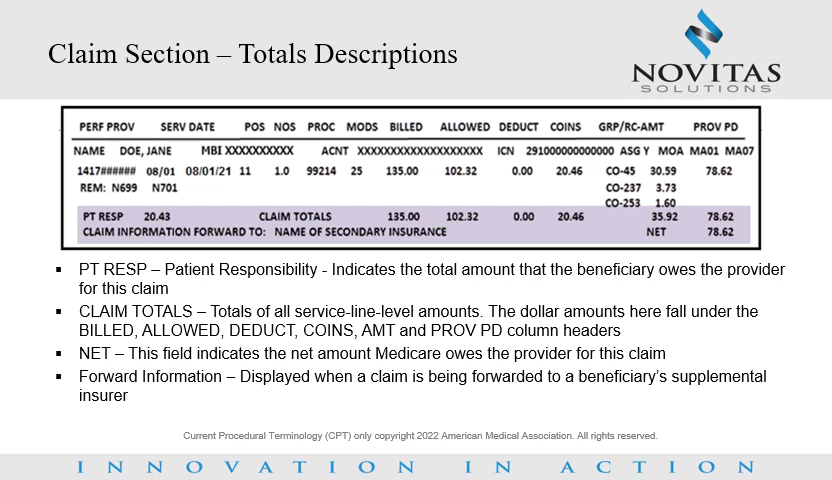 Claim Section – Totals Descriptions
NOVITAS
SOLUTIONS
PERF PROV SERV DATE POS NOS PROC MODS BILLED ALLOWED DEDUCT COINS GRP/RC-AMT PROV PD
NAME DOE, JANE MBI XXXXXXXXXX ACNT XXXXXXXXXXXXXXXXXXX ICN 291000000000000 ASG Y MOA MA01 MA07
1417###### 08/01 08/01/21 11 1.0 99214 25 135.00 102.32 0.00 20.46 CO-45 30.59 78.62
REM: N699 N701 CO-237 3.73
CO-253 1.60
PT RESP 20.43 CLAIM TOTALS 135.00 102.32 0.00 20.46 35.92 78.62
CLAIM INFORMATION FORWARD TO: NAME OF SECONDARY INSURANCE NET 78.62
▪ PT RESP – Patient Responsibility - Indicates the total amount that the beneficiary owes the provider
for this claim
▪ CLAIM TOTALS – Totals of all service-line-level amounts. The dollar amounts here fall under the
BILLED, ALLOWED, DEDUCT, COINS, AMT and PROV PD column headers
▪ NET – This field indicates the net amount Medicare owes the provider for this claim
▪ Forward Information – Displayed when a claim is being forwarded to a beneficiary's supplemental
insurer
Current Procedural Terminology (CPT) only copyright 2022 American Medical Association. All rights reserved.
INNOVATION IN ACTION